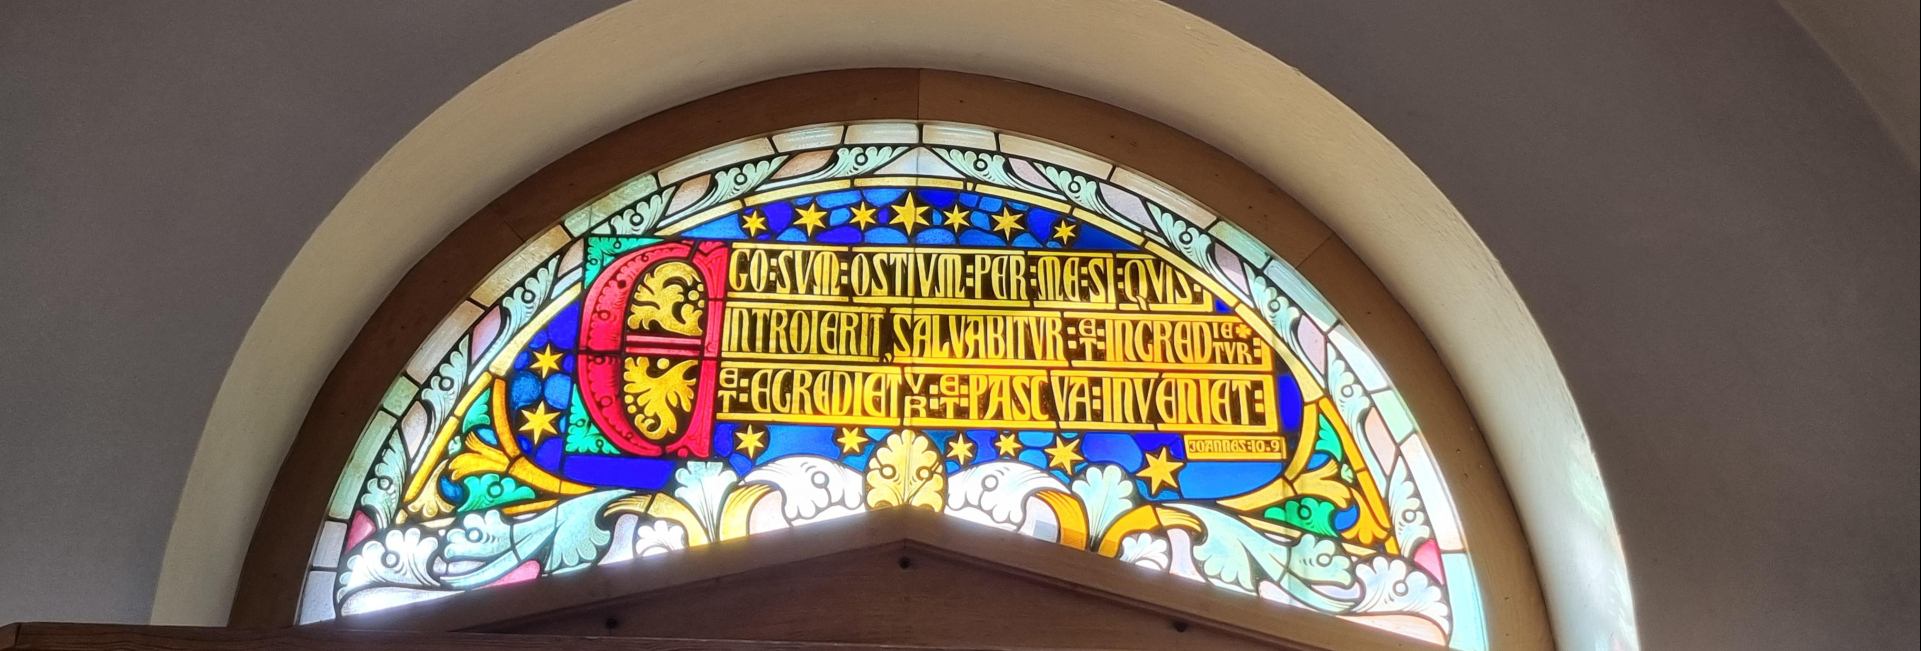 EGO:SVM:OSTIVM:PER:ME:SI:QVIS:
INTROIERIT,SALVABITVR:ET:INGREDIETVR:
ET:EGREDIETVR:ET:PASCVA:INVENIET:
JOANNES:10.9